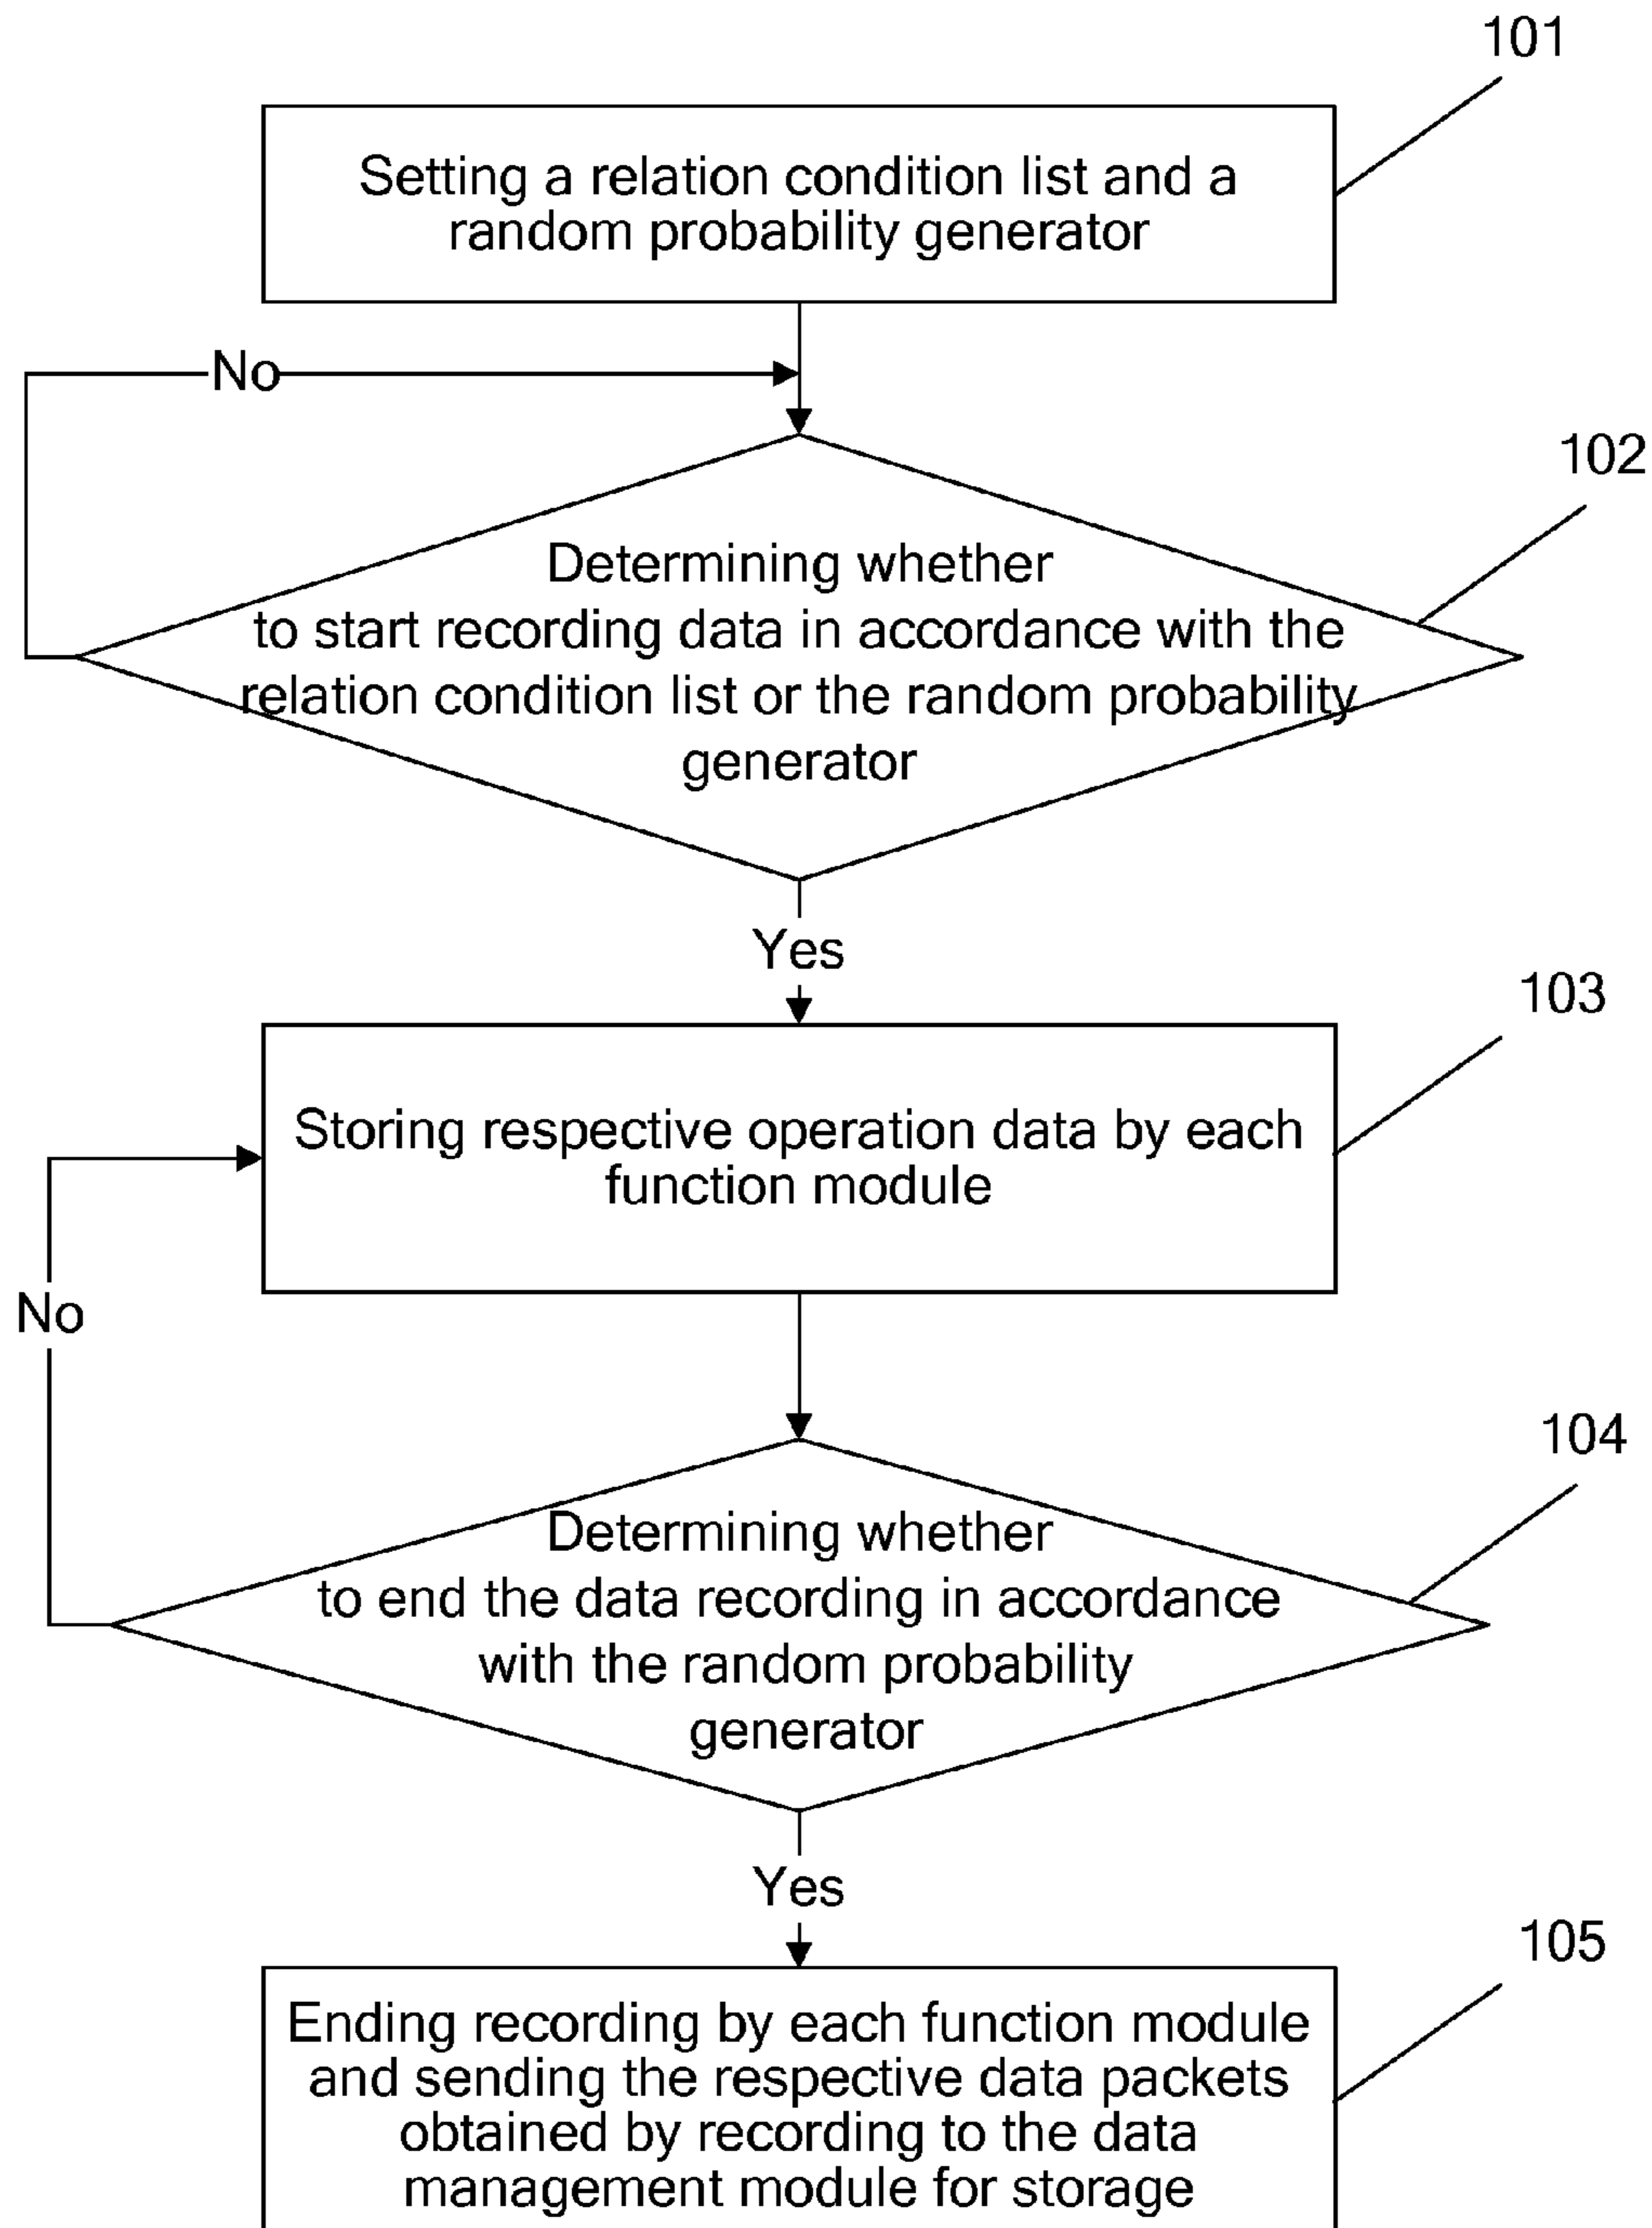 101
Setting a relation condition list and a
random probability generator
No
102
Determining whether
to start recording data in accordance with the
relation condition list or the random probability
generator
Yes
103
Storing respective operation data by each
function module
No
104
Determining whether
to end the data recording in accordance
with the random probability
generator
Yes
105
Ending recording by each function module
and sending the respective data packets
obtained by recording to the data
management module for storage